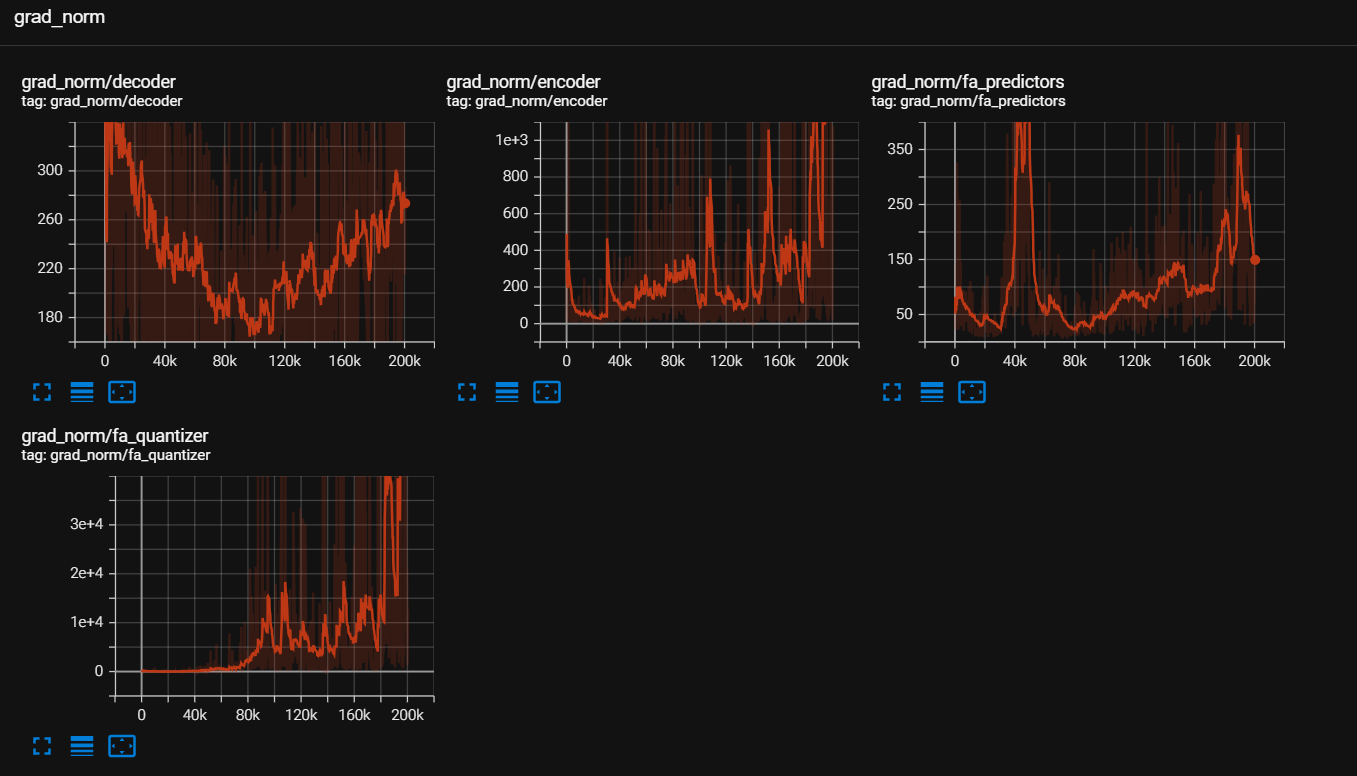 grad_norm
grad_norm/decoder
tag: grad_norm/decoder
300
260
220
180
0 40k 80k 120k 160k 200k
grad_norm/encoder
tag: grad_norm/encoder
1e+3
800
600
400
200
0
0 40k 80k 120k 160k 200k
grad_norm/fa_predictors
tag: grad_norm/fa_predictors
350
250
150
50
0 40k 80k 120k 160k 200k
grad_norm/fa_quantizer
tag: grad_norm/fa_quantizer
3e+4
2e+4
1e+4
0
0 40k 80k 120k 160k 200k